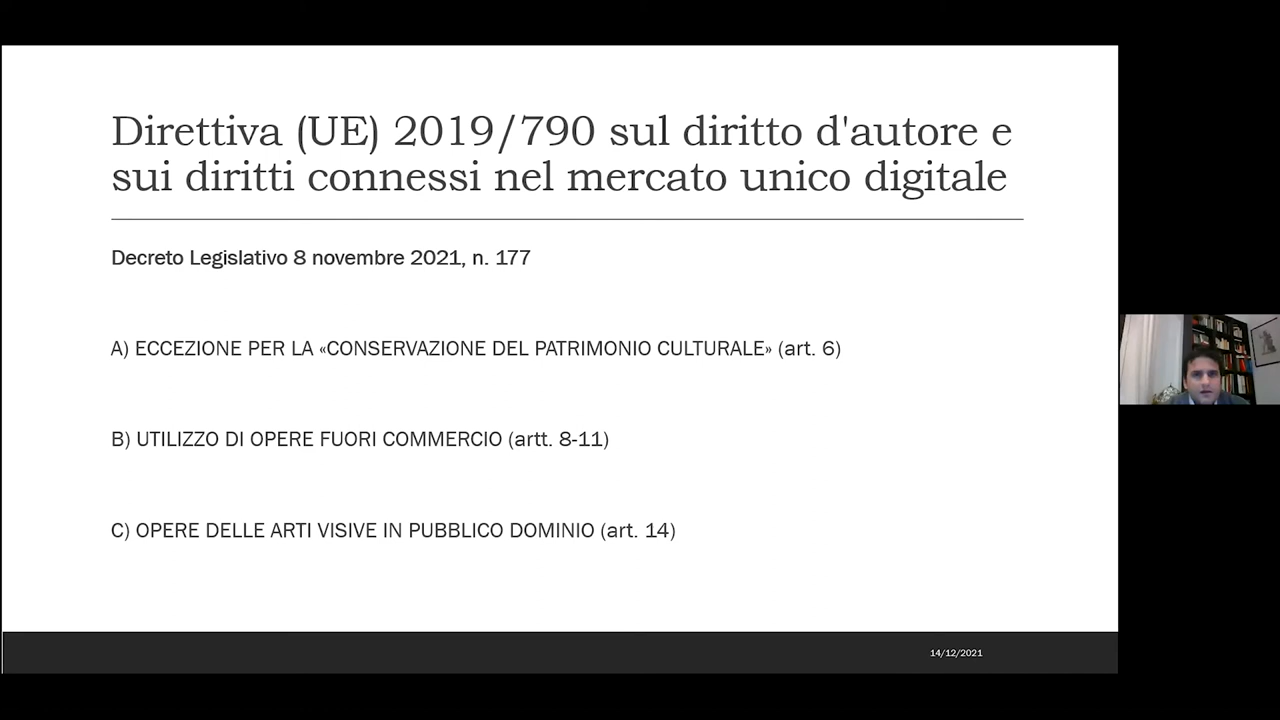 Direttiva (UE) 2019/790 sul diritto d'autore e
sui diritti connessi nel mercato unico digitale
Decreto Legislativo 8 novembre 2021, n. 177
A) ECCEZIONE PER LA «CONSERVAZIONE DEL PATRIMONIO CULTURALE» (art. 6)
B) UTILIZZO DI OPERE FUORI COMMERCIO (artt. 8-11)
C) OPERE DELLE ARTI VISIVE IN PUBBLICO DOMINIO (art. 14)
14/12/2021